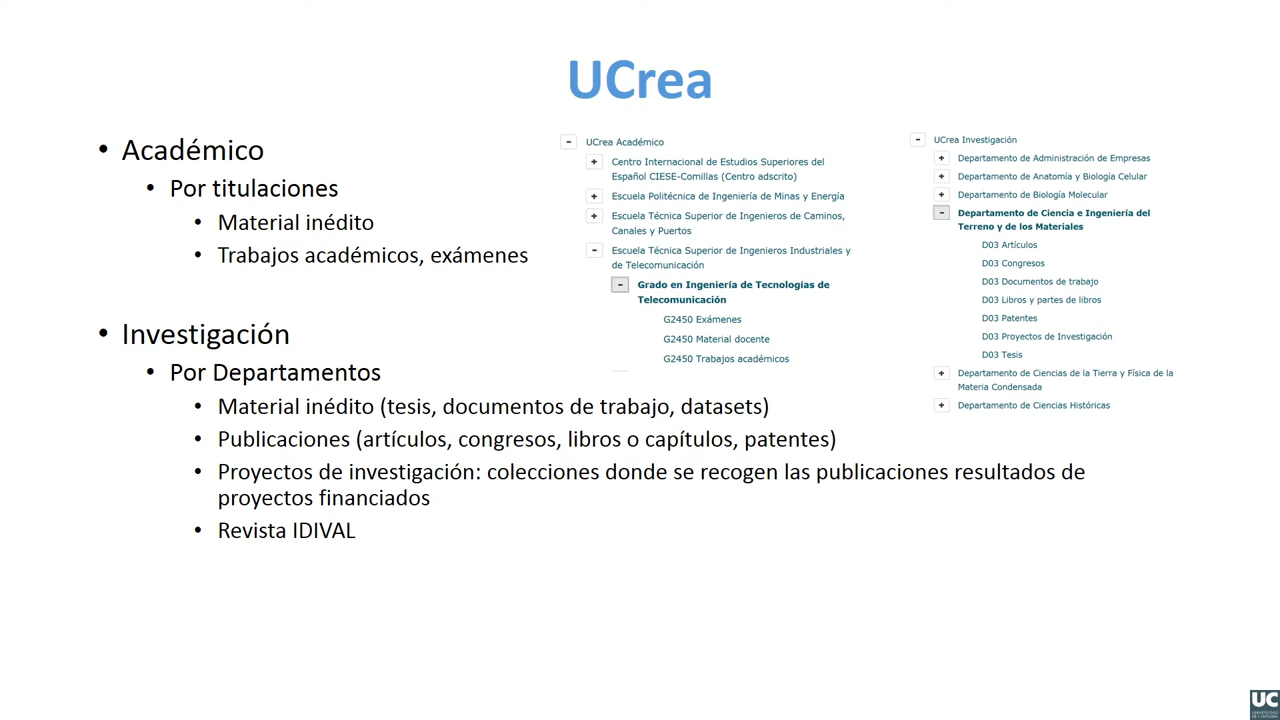 UCrea
• Académico
• Por titulaciones
• Material inédito
• Trabajos académicos, exámenes
• Investigación
• Por Departamentos
• Material inédito (tesis, documentos de trabajo, datasets)
• Publicaciones (artículos, congresos, libros o capítulos, patentes)
• Proyectos de investigación: colecciones donde se recogen las publicaciones resultados de
proyectos financiados
• Revista IDIVAL
UCrea Académico
Centro Internacional de Estudios Superiores del
Español CIESE-Comillas (Centro adscrito)
Escuela Politécnica de Ingeniería de Minas y Energía
Escuela Técnica Superior de Ingenieros de Caminos,
Canales y Puertos
Escuela Técnica Superior de Ingenieros Industriales y
de Telecomunicación
Grado en Ingeniería de Tecnologías de
Telecomunicación
G2450 Exámenes
G2450 Material docente
G2450 Trabajos académicos
UCrea Investigación
Departamento de Administración de Empresas
Departamento de Anatomía y Biología Celular
Departamento de Biología Molecular
Departamento de Ciencia e Ingeniería del
Terreno y de los Materiales
D03 Artículos
D03 Congresos
D03 Documentos de trabajo
D03 Libros y partes de libros
D03 Patentes
D03 Proyectos de Investigación
D03 Tesis
Departamento de Ciencias de la Tierra y Física de la
Materia Condensada
Departamento de Ciencias Históricas
UC